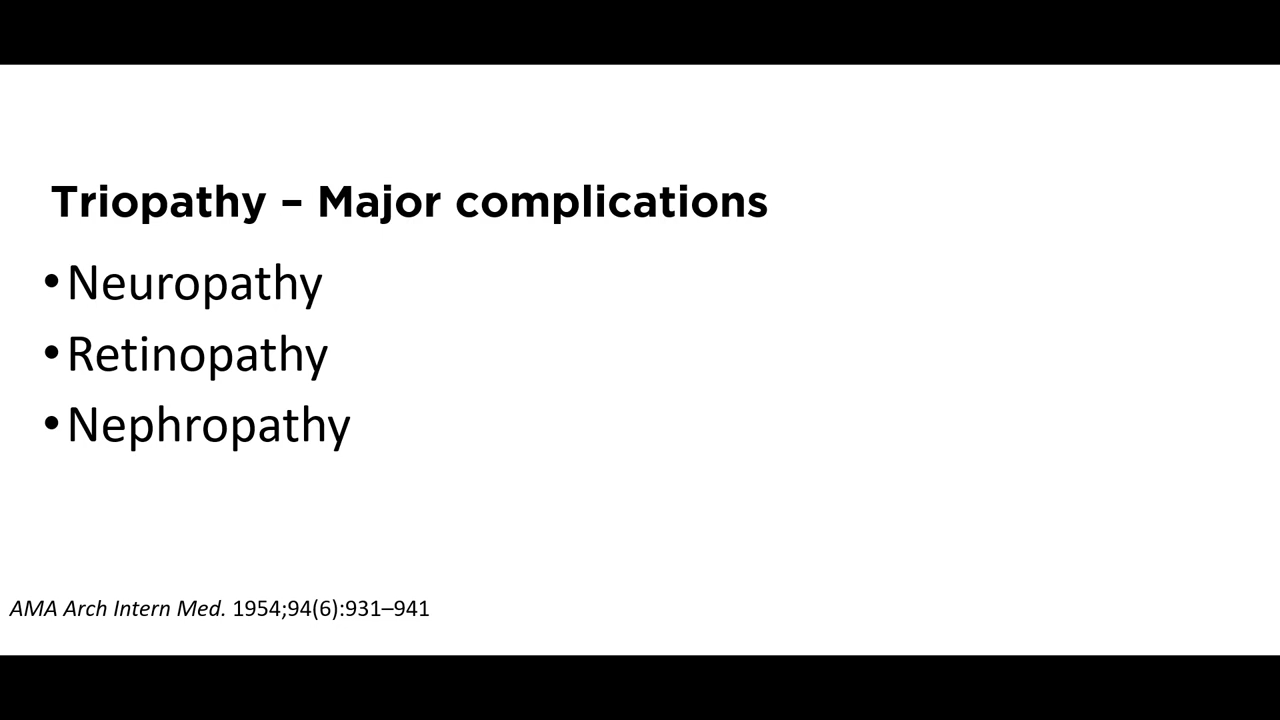 Triopathy – Major complications
•Neuropathy
•Retinopathy
•Nephropathy
AMA Arch Intern Med. 1954;94(6):931–941